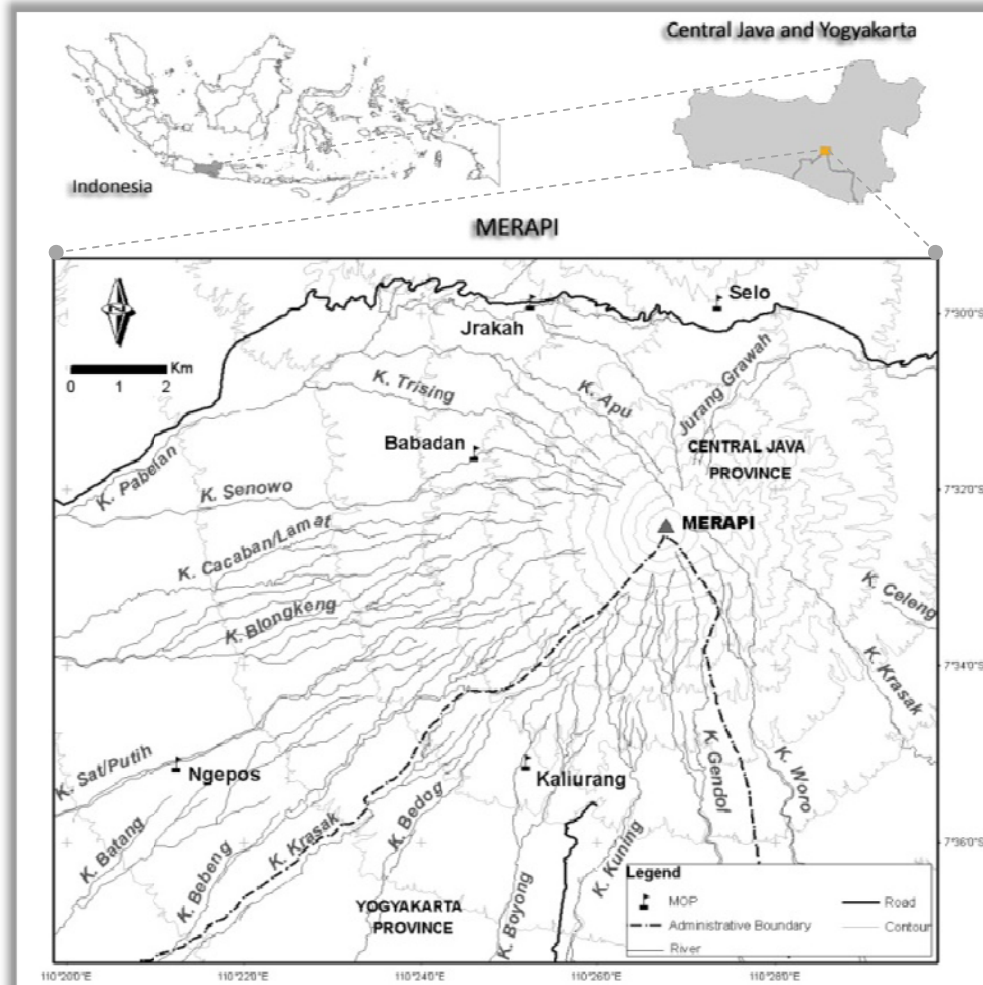 Central Java and Yogyakarta
Indonesia
MERAPI
N
Km
0 1 2
Selo
Jrakah
7°30'0"S
K. Trising
K. Apu
Jurang Grawah
Babadan
CENTRAL JAVA
PROVINCE
K. Pabelan
K. Senowo
7°32'0"S
MERAPI
K. Cacaban/Lamat
K. Celeng
K. Blongkeng
7°34'0"S
K. Krasak
K. Sat/Putih
Ngepos
Kaliurang
K. Gendol
K. Woro
K. Batang
K. Bebeng
K. Krasak
K. Bedog
K. Kuning
7°36'0"S
K. Boyong
YOGYAKARTA
PROVINCE
Legend
MOP
Road
Administrative Boundary
Contour
River
110°20'0"E 110°22'0"E 110°24'0"E 110°26'0"E 110°28'0"E